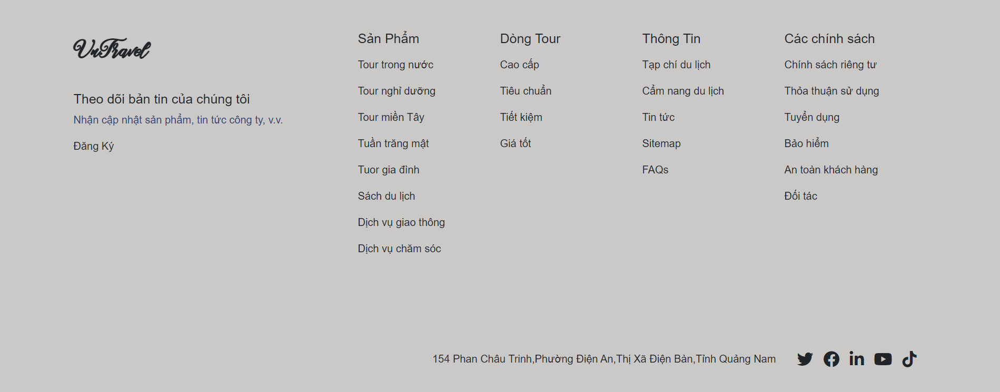 VnTravel
Theo dõi bản tin của chúng tôi
Nhận cập nhật sản phẩm, tin tức công ty, v.v.
Đăng Ký
Sản Phẩm
Tour trong nước
Tour nghỉ dưỡng
Tour miền Tây
Tuần trăng mật
Tuor gia đình
Sách du lịch
Dịch vụ giao thông
Dịch vụ chăm sóc
Dòng Tour
Cao cấp
Tiêu chuẩn
Tiết kiệm
Giá tốt
Thông Tin
Tạp chí du lịch
Cẩm nang du lịch
Tin tức
Sitemap
FAQs
Các chính sách
Chính sách riêng tư
Thỏa thuận sử dụng
Tuyển dụng
Bảo hiểm
An toàn khách hàng
Đối tác
154 Phan Châu Trinh,Phường Điện An,Thị Xã Điện Bàn,Tỉnh Quảng Nam